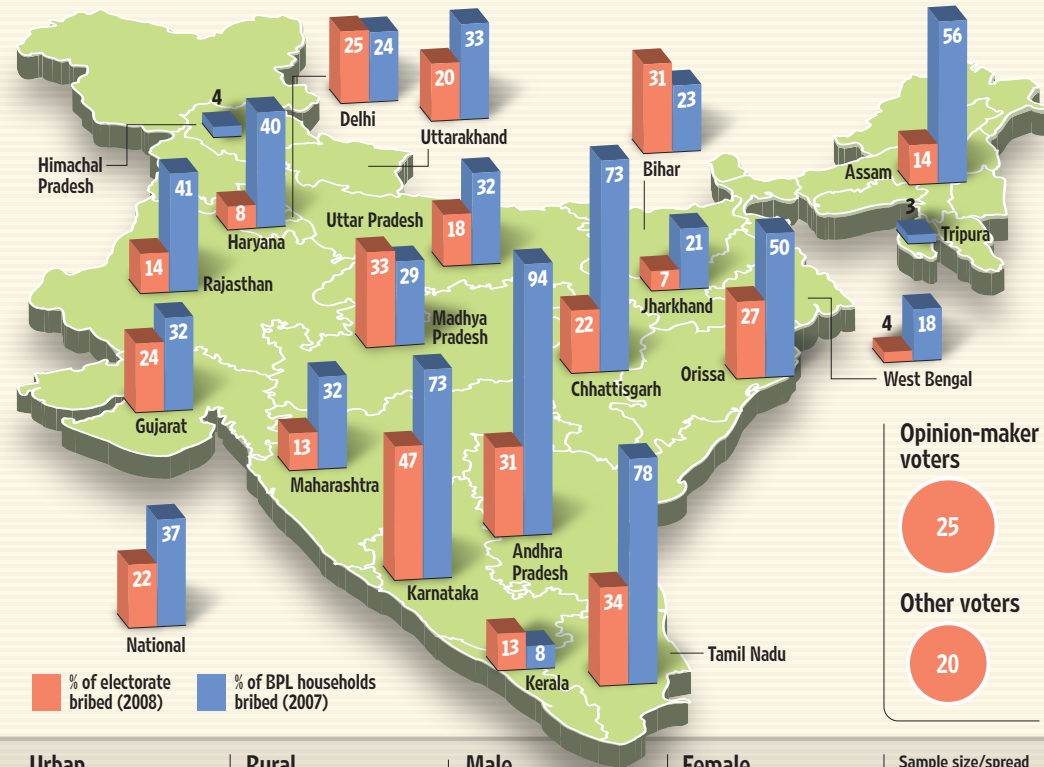 25
24
Delhi
20
33
Uttarakhand
31
23
Bihar
14
56
Assam
4
Himachal
Pradesh
8
40
Haryana
14
41
Rajasthan
Uttar Pradesh
18
32
33
29
Madhya
Pradesh
22
73
Chhattisgarh
7
21
Jharkhand
27
50
Orissa
3
Tripura
4
18
West Bengal
24
32
Gujarat
13
32
Maharashtra
47
73
Karnataka
31
94
Andhra
Pradesh
34
78
Tamil Nadu
13
8
Kerala
22
37
National
% of electorate
bribed (2008)
% of BPL households
bribed (2007)
Opinion-maker
voters
25
Other voters
20
Urban
Rural
Male
Female
Sample size/spread